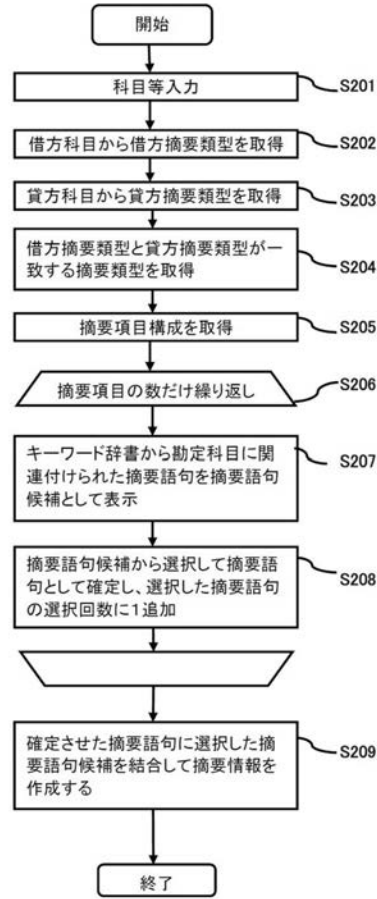 開始
科目等入力
S201
借方科目から借方摘要類型を取得
S202
貸方科目から貸方摘要類型を取得
S203
借方摘要類型と貸方摘要類型が一
致する摘要類型を取得
S204
摘要項目構成を取得
S205
摘要項目の数だけ繰り返し
S206
キーワード辞書から勘定科目に関
連付けられた摘要語句を摘要語句
候補として表示
S207
摘要語句候補から選択して摘要語
句として確定し、選択した摘要語句
の選択回数に1追加
S208
確定させた摘要語句に選択した摘
要語句候補を結合して摘要情報を
作成する
S209
終了